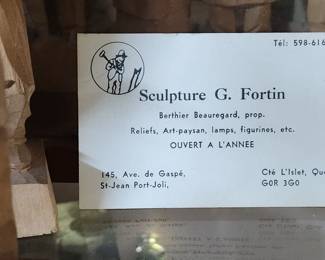 Tél: 598-616
Sculpture G. Fortin
Berthier Beauregard, prop.
Reliefs, Art-paysan, lamps, figurines, etc.
OUVERT A L'ANNEE
145, Ave. de Gaspé, Cté L'Islet, Qué
St-Jean Port-Joli, G0R 3G0